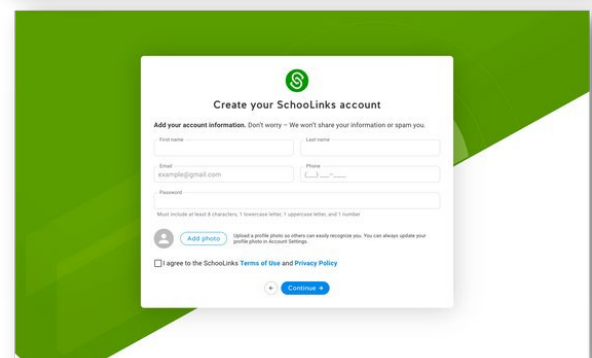 Create your SchooLinks account
Add your account information. Don't worry – We won't share your information or spam you.
First name
Last name
Email
example@gmail.com
Phone
(__) __-____
Password
Must include at least 8 characters, 1 lowercase letter, 1 uppercase letter, and 1 number
Add photo
Upload a profile photo so others can easily recognize you. You can always update your
profile photo in Account Settings.
I agree to the SchooLinks Terms of Use and Privacy Policy
Continue →